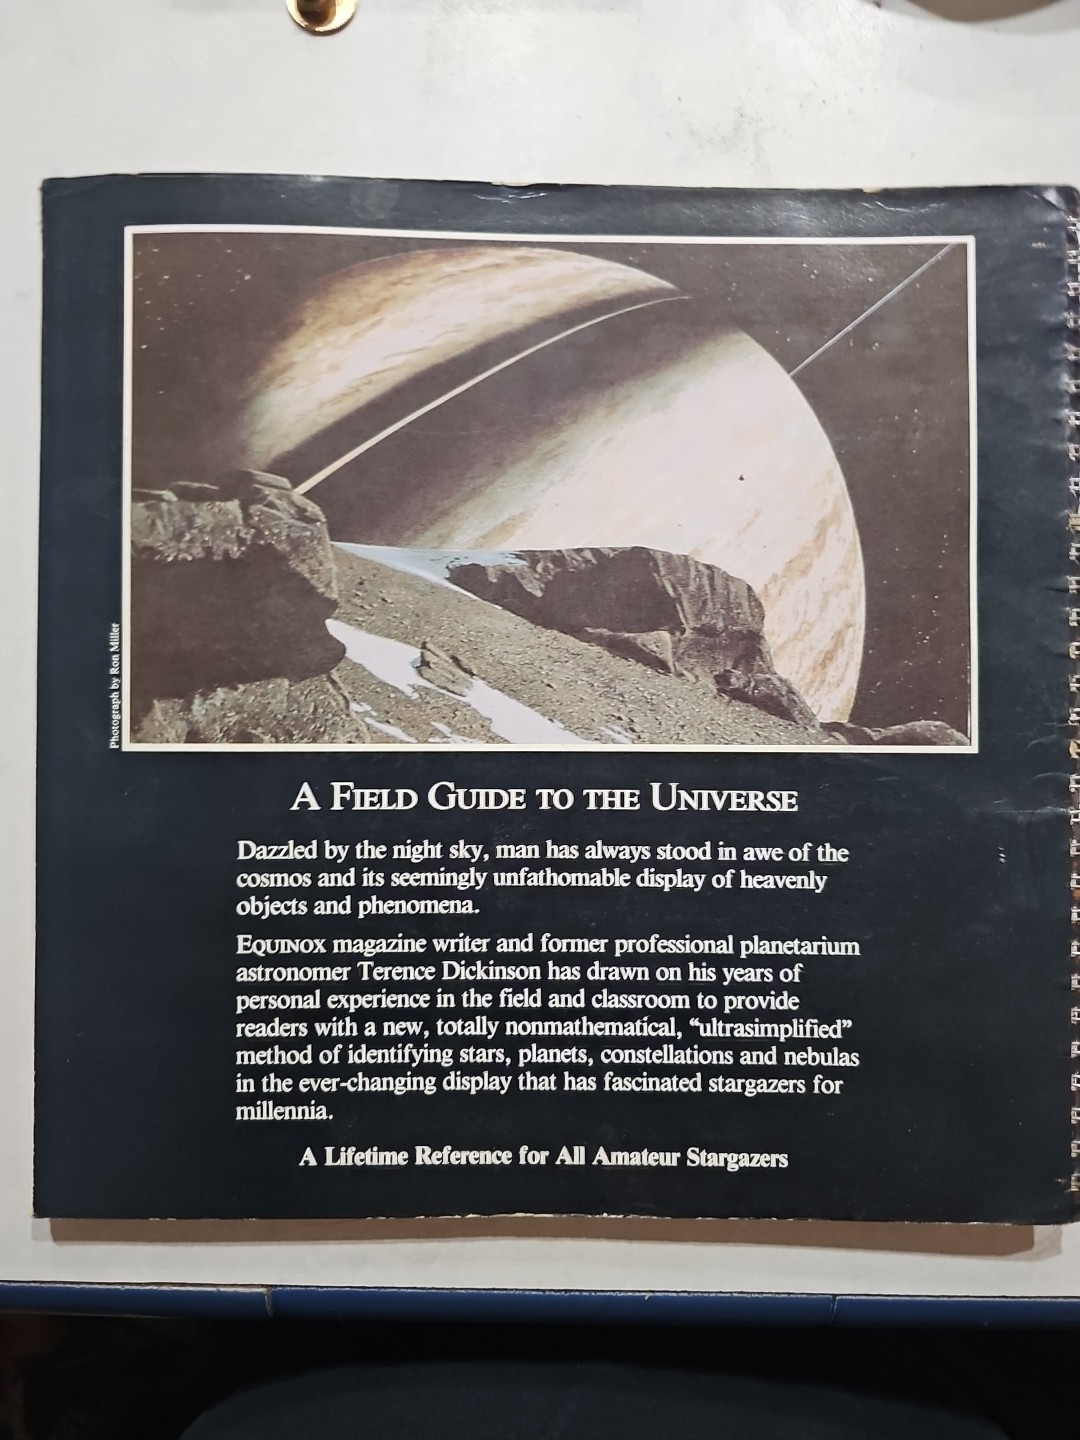 Photograph by Ron Miller
A FIELD GUIDE TO THE UNIVERSE
Dazzled by the night sky, man has always stood in awe of the
cosmos and its seemingly unfathomable display of heavenly
objects and phenomena.
EQUINOX magazine writer and former professional planetarium
astronomer Terence Dickinson has drawn on his years of
personal experience in the field and classroom to provide
readers with a new, totally nonmathematical, “ultrasimplified”
method of identifying stars, planets, constellations and nebulas
in the ever-changing display that has fascinated stargazers for
millennia.
A Lifetime Reference for All Amateur Stargazers